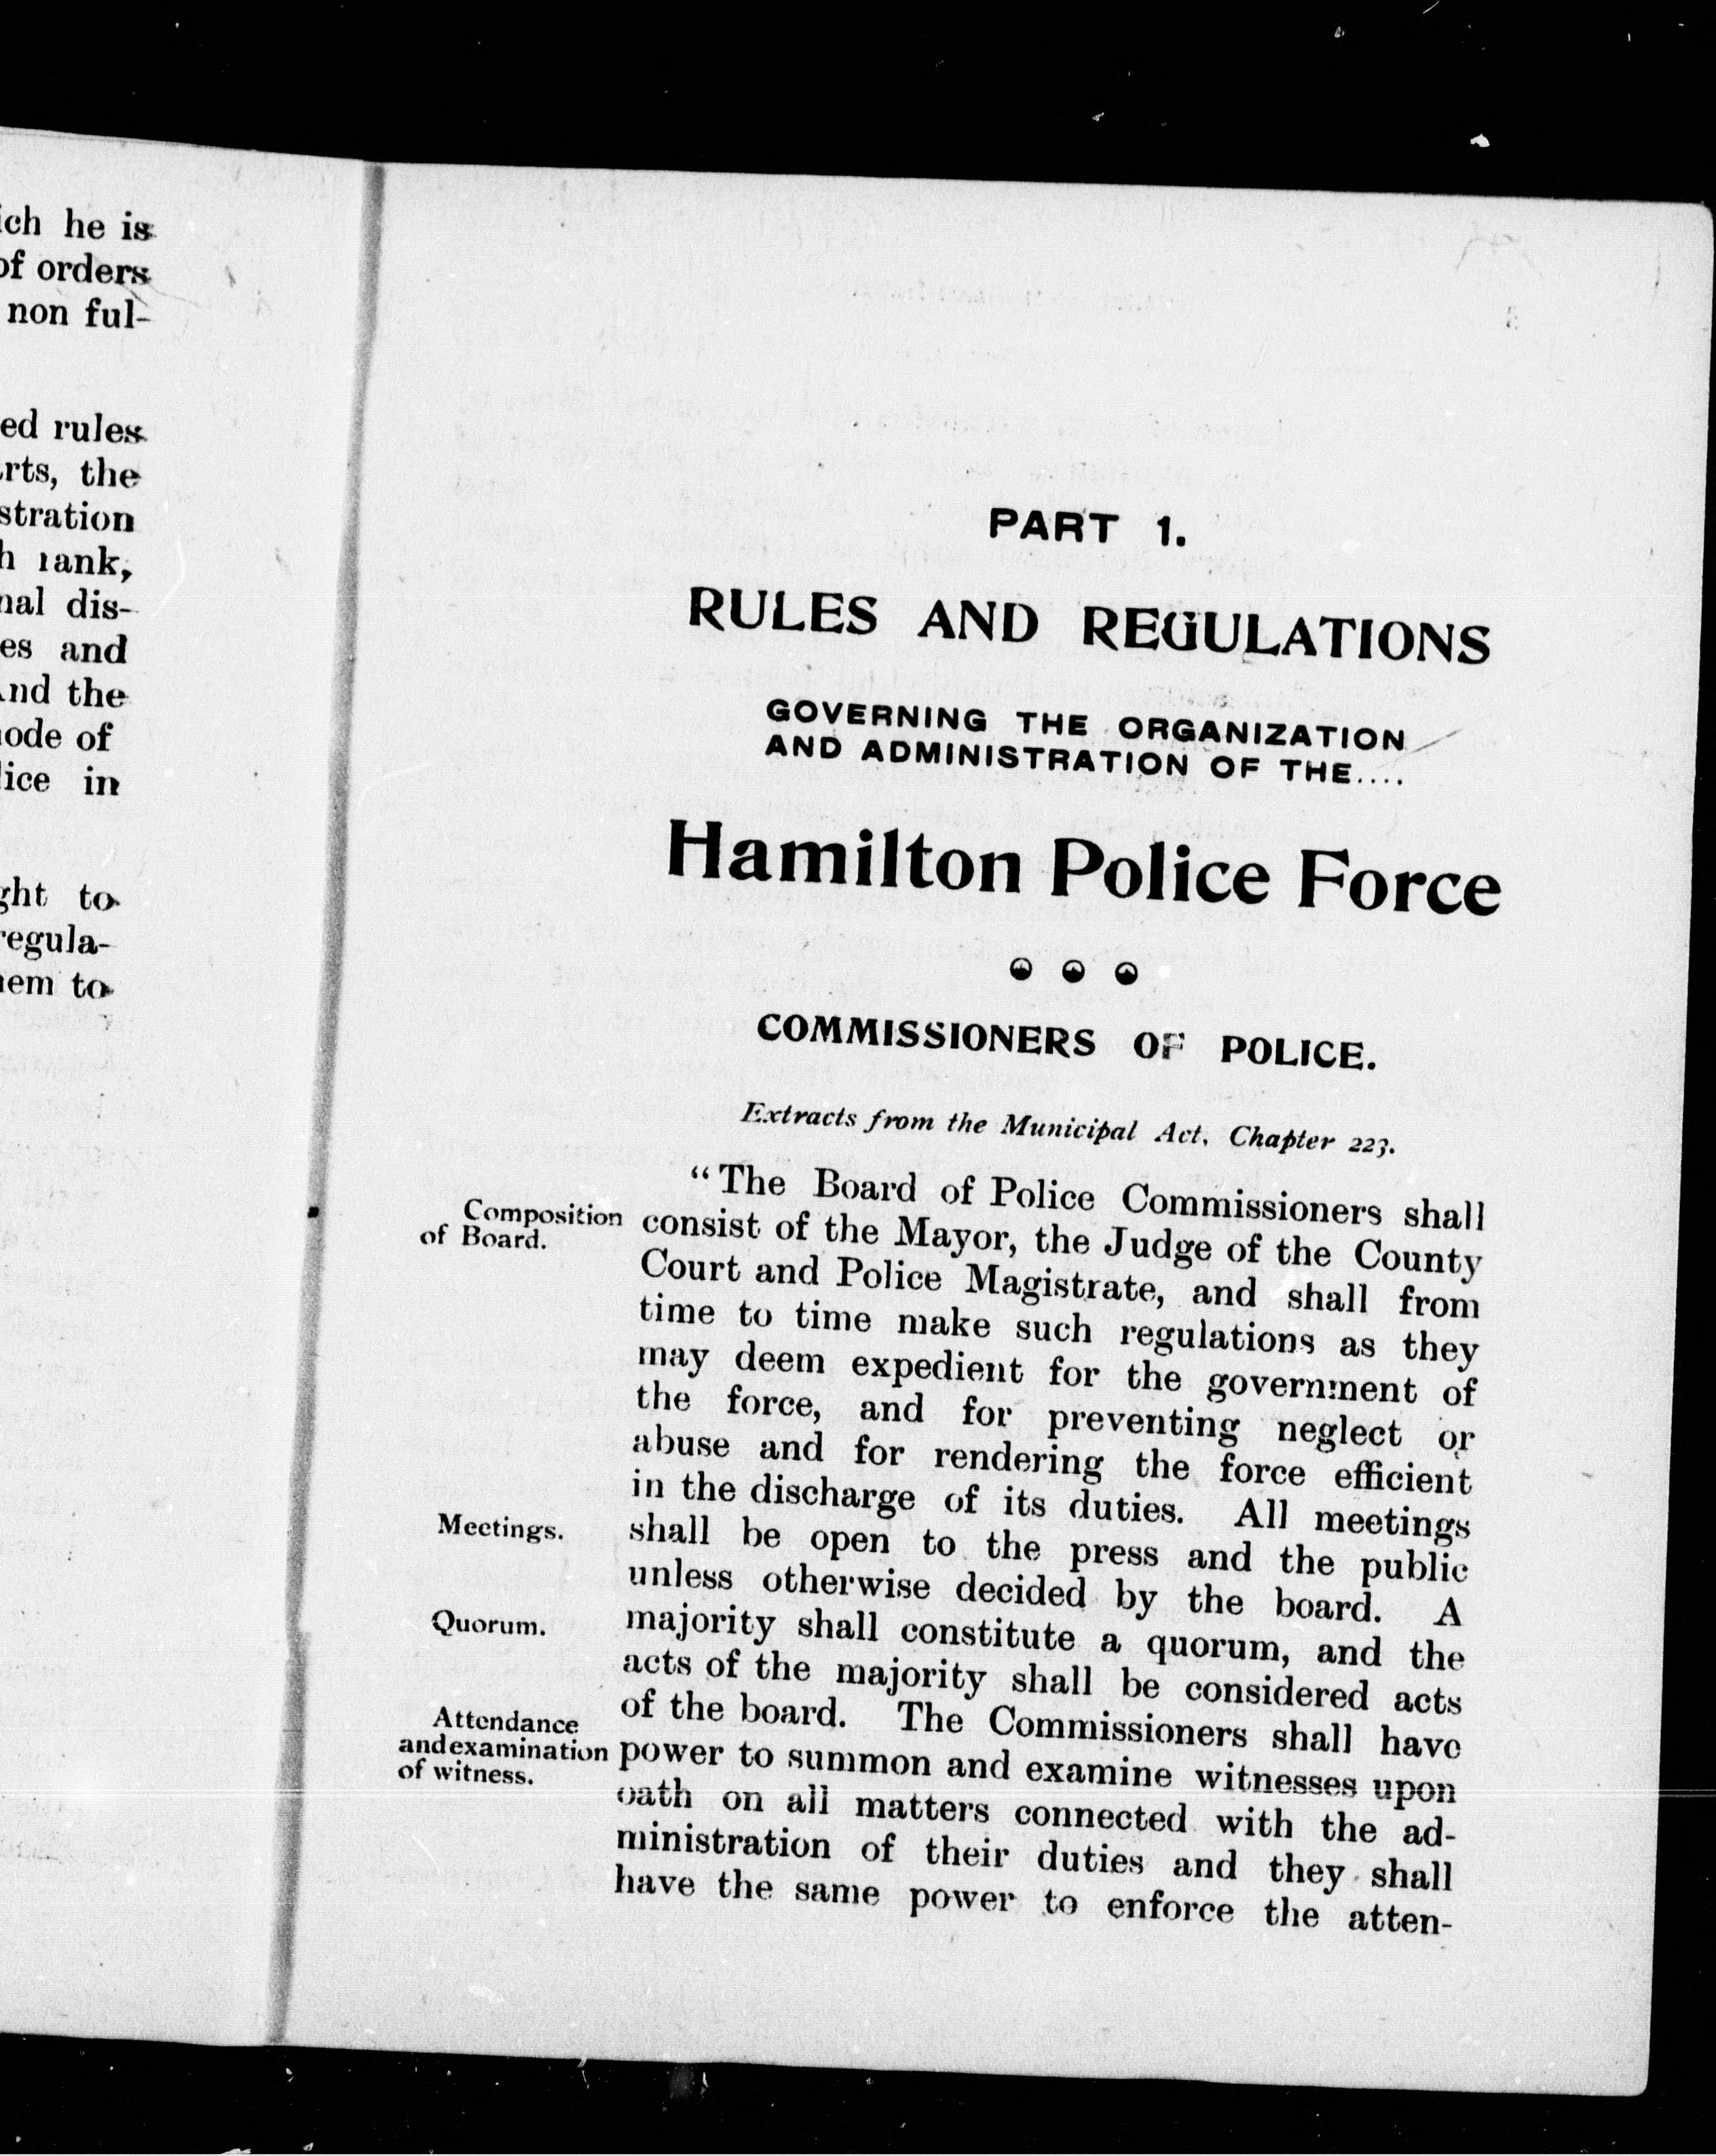 ich he is
of orders
non ful-
ed rules
rts, the
stration
h rank,
nal dis-
es and
And the
ode of
lice in
ght to
regula-
em to
PART 1.
RULES AND REGULATIONS
GOVERNING THE ORGANIZATION
AND ADMINISTRATION OF THE....
Hamilton Police Force
COMMISSIONERS OF POLICE.
Extracts from the Municipal Act, Chapter 223.
"The Board of Police Commissioners shall
Composition
of Board.
consist of the Mayor, the Judge of the County
Court and Police Magistrate, and shall from
time to time make such regulations as they
may deem expedient for the government of
the force, and for preventing neglect or
abuse and for rendering the force efficient
in the discharge of its duties. All meetings
Meetings.
shall be open to the press and the public
unless otherwise decided by the board. A
Quorum.
majority shall constitute a quorum, and the
acts of the majority shall be considered acts
of the board. The Commissioners shall have
Attendance
and examination
of witness.
power to summon and examine witnesses upon
oath on all matters connected with the ad-
ministration of their duties and they shall
have the same power to enforce the atten-